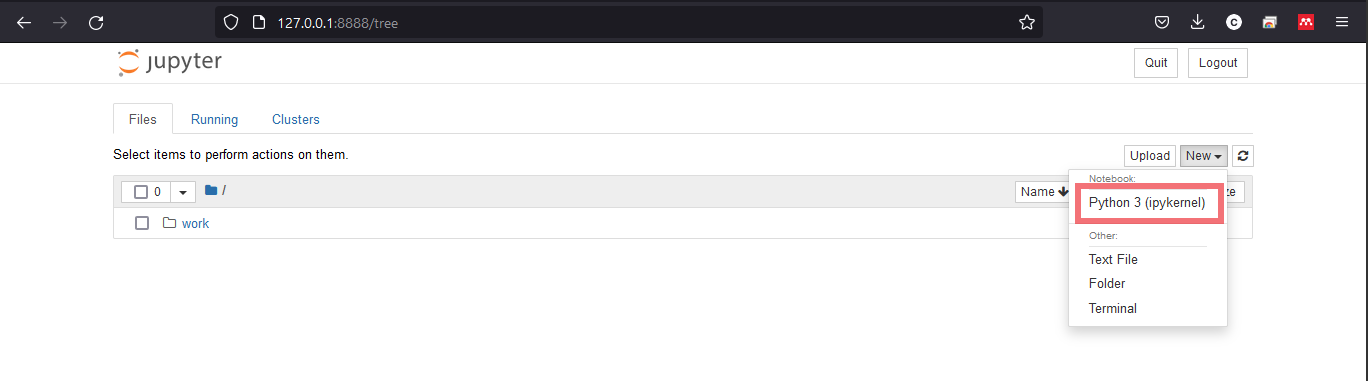 127.0.0.1:8888/tree
C
jupyter
Quit
Logout
Files
Running
Clusters
Select items to perform actions on them.
Upload
New
0
/
Name
Notebook:
Python 3 (ipykernel)
work
Other:
Text File
Folder
Terminal